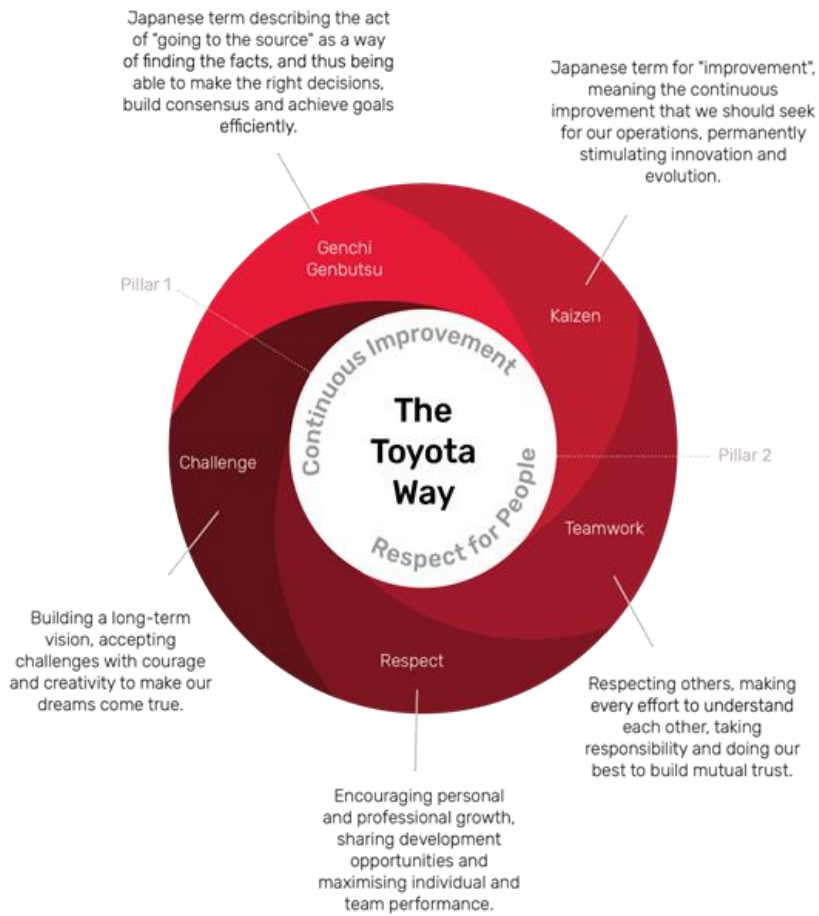 Japanese term describing the act
of "going to the source" as a way
of finding the facts, and thus being
able to make the right decisions,
build consensus and achieve goals
efficiently.
Japanese term for "improvement",
meaning the continuous
improvement that we should seek
for our operations, permanently
stimulating innovation and
evolution.
Genchi
Genbutsu
Pillar 1
Kaizen
Continuous Improvement
The
Toyota
Way
Respect for People
Pillar 2
Challenge
Teamwork
Building a long-term
vision, accepting
challenges with courage
and creativity to make our
dreams come true.
Respect
Respecting others, making
every effort to understand
each other, taking
responsibility and doing our
best to build mutual trust.
Encouraging personal
and professional growth,
sharing development
opportunities and
maximising individual and
team performance.